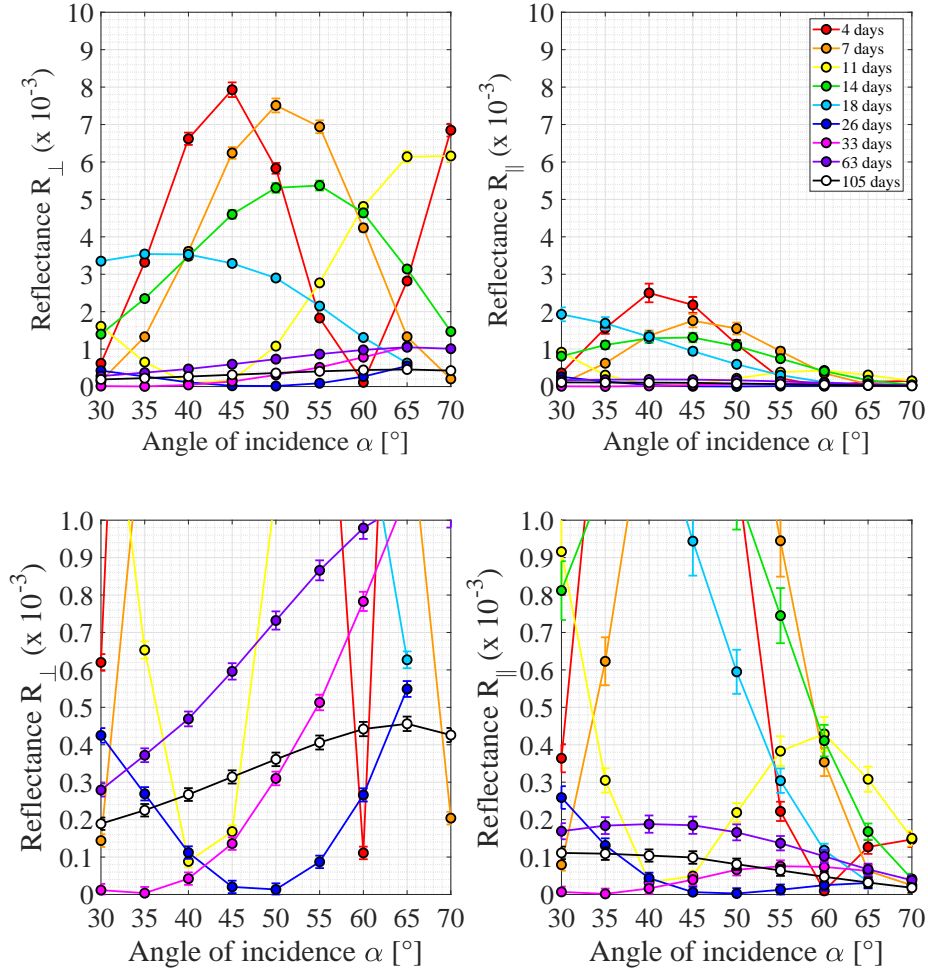 Reflectance R⊥ (x 10⁻³)
10
9
8
7
6
5
4
3
2
1
0
30 35 40 45 50 55 60 65 70
Angle of incidence α [°]
Reflectance R∥ (x 10⁻³)
10
9
8
7
6
5
4
3
2
1
0
30 35 40 45 50 55 60 65 70
Angle of incidence α [°]
4 days
7 days
11 days
14 days
18 days
26 days
33 days
63 days
105 days
Reflectance R⊥ (x 10⁻³)
1.0
0.9
0.8
0.7
0.6
0.5
0.4
0.3
0.2
0.1
0
30 35 40 45 50 55 60 65 70
Angle of incidence α [°]
Reflectance R∥ (x 10⁻³)
1.0
0.9
0.8
0.7
0.6
0.5
0.4
0.3
0.2
0.1
0
30 35 40 45 50 55 60 65 70
Angle of incidence α [°]